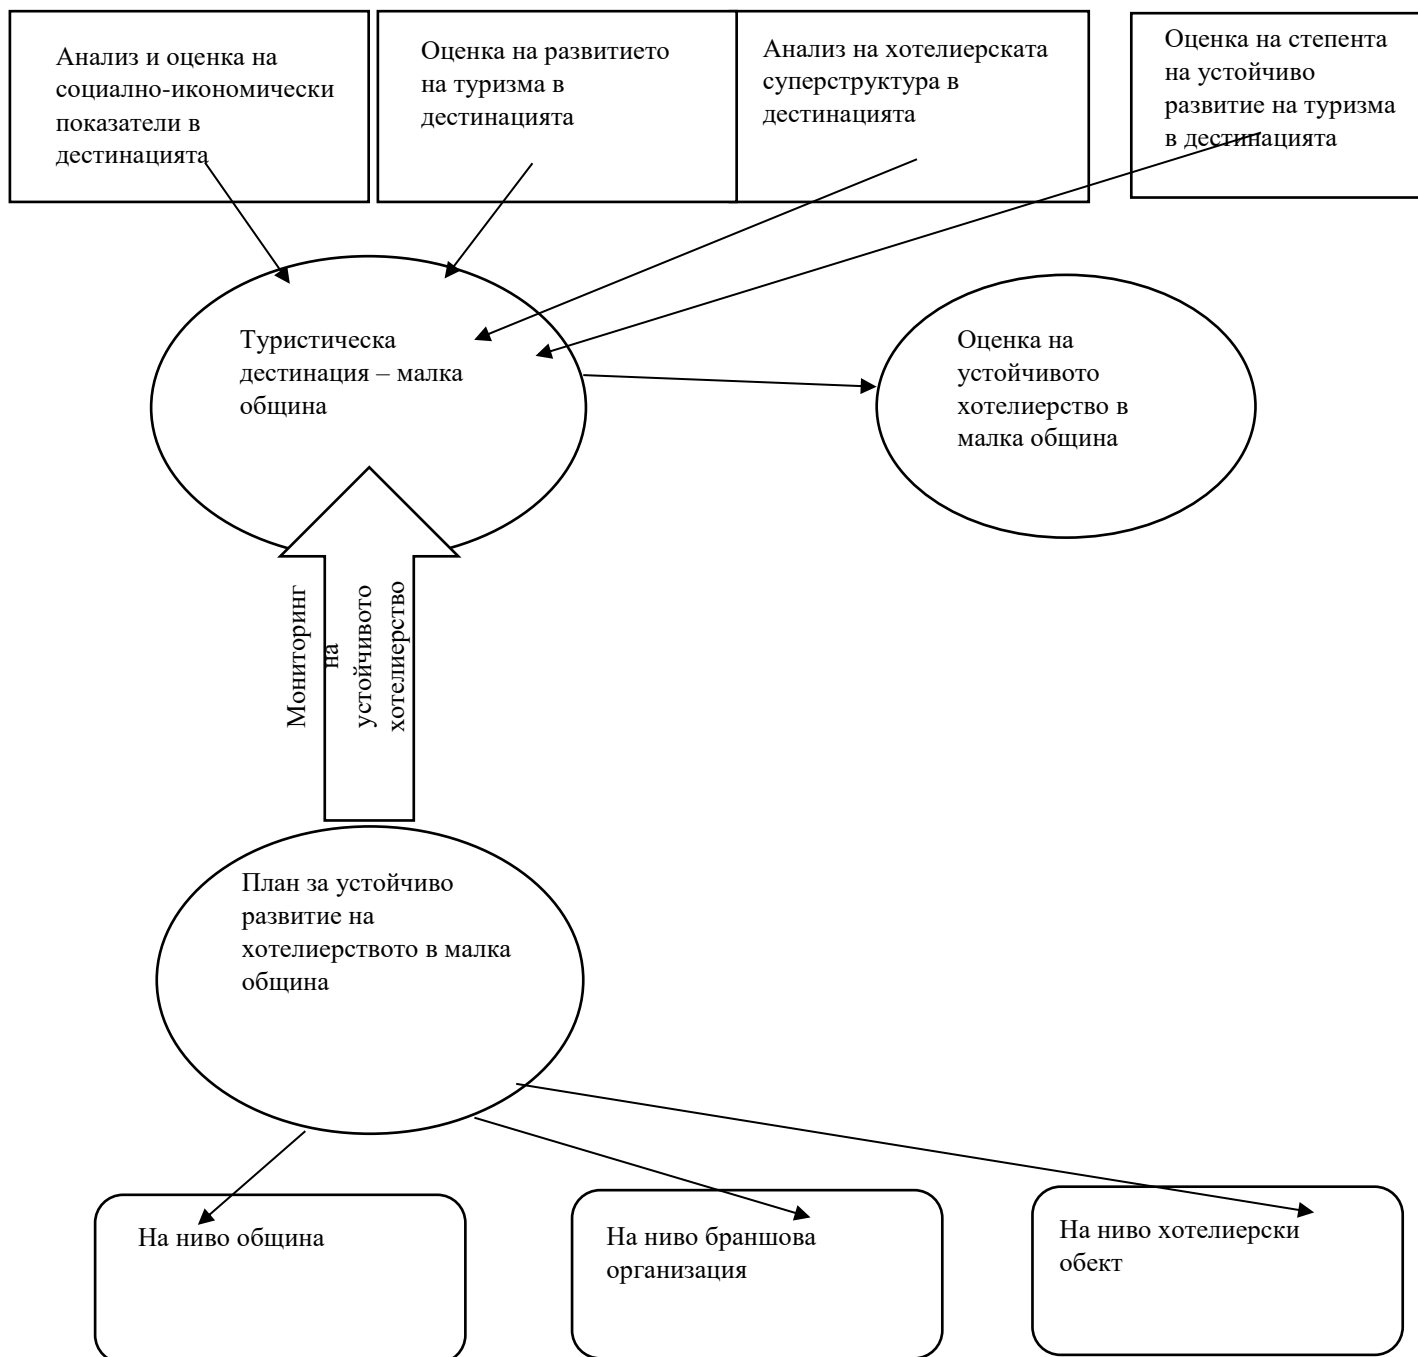 Анализ и оценка на
социално-икономически
показатели в
дестинацията
Оценка на развитието
на туризма в
дестинацията
Анализ на хотелиерската
суперструктура в
дестинацията
Оценка на степента
на устойчиво
развитие на туризма
в дестинацията
Туристическа
дестинация – малка
община
Оценка на
устойчивото
хотелиерство в
малка община
Мониторинг
на
устойчивото
хотелиерство
План за устойчиво
развитие на
хотелиерството в малка
община
На ниво община
На ниво браншова
организация
На ниво хотелиерски
обект